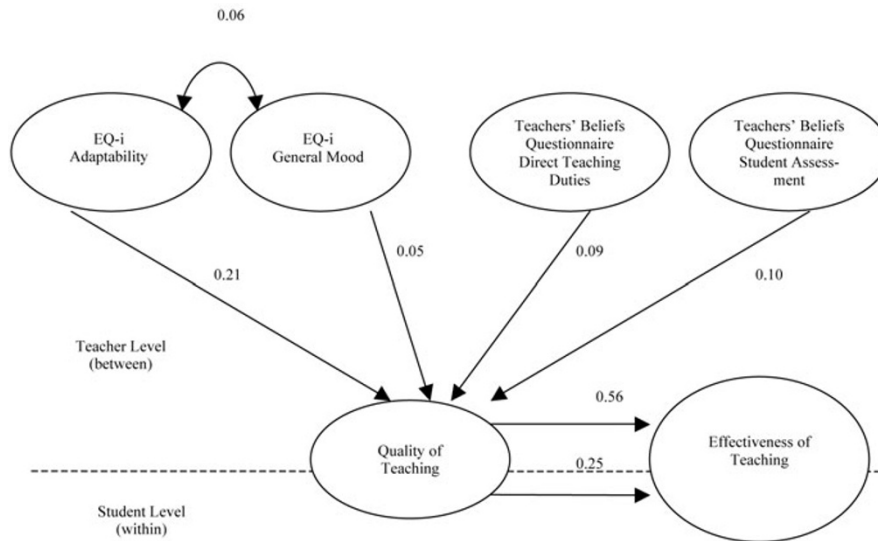 0.06
EQ-i
Adaptability
EQ-i
General Mood
Teachers’ Beliefs
Questionnaire
Direct Teaching
Duties
Teachers’ Beliefs
Questionnaire
Student Assess-
ment
0.21
0.05
0.09
0.10
Teacher Level
(between)
0.56
Quality of
Teaching
Effectiveness of
Teaching
0.25
Student Level
(within)